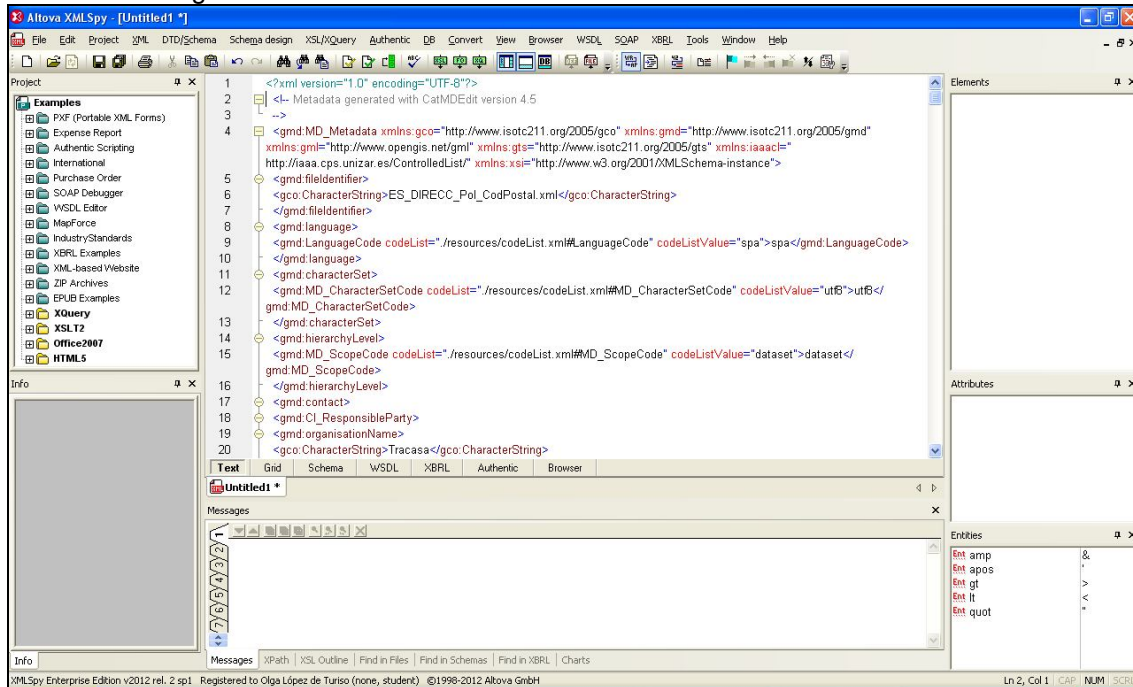 Altova XMLSpy - [Untitled1 *]
File Edit Project XML DTD/Schema Schema design XSL/XQuery Authentic DB Convert View Browser WSDL SOAP XBRL Tools Window Help
Project
Examples
PXF (Portable XML Forms)
Expense Report
Authentic Scripting
International
Purchase Order
SOAP Debugger
WSDL Editor
MapForce
IndustryStandards
XBRL Examples
XML-based Website
ZIP Archives
EPUB Examples
XQuery
XSLT2
Office2007
HTML5
Info
Info
1 <?xml version="1.0" encoding="UTF-8"?>
2 <!-- Metadata generated with CatMDEdit version 4.5
3 -->
4 <gmd:MD_Metadata xmlns:gco="http://www.isotc211.org/2005/gco" xmlns:gmd="http://www.isotc211.org/2005/gmd"
xmlns:gml="http://www.opengis.net/gml" xmlns:gts="http://www.isotc211.org/2005/gts" xmlns:iaaacl="
http://iaaa.cps.unizar.es/ControlledList/" xmlns:xsi="http://www.w3.org/2001/XMLSchema-instance">
5 <gmd:fileIdentifier>
6 <gco:CharacterString>ES_DIRECC_Pol_CodPostal.xml</gco:CharacterString>
7 </gmd:fileIdentifier>
8 <gmd:language>
9 <gmd:LanguageCode codeList="./resources/codeList.xml#LanguageCode" codeListValue="spa">spa</gmd:LanguageCode>
10 </gmd:language>
11 <gmd:characterSet>
12 <gmd:MD_CharacterSetCode codeList="./resources/codeList.xml#MD_CharacterSetCode" codeListValue="utf8">utf8</
gmd:MD_CharacterSetCode>
13 </gmd:characterSet>
14 <gmd:hierarchyLevel>
15 <gmd:MD_ScopeCode codeList="./resources/codeList.xml#MD_ScopeCode" codeListValue="dataset">dataset</
gmd:MD_ScopeCode>
16 </gmd:hierarchyLevel>
17 <gmd:contact>
18 <gmd:CI_ResponsibleParty>
19 <gmd:organisationName>
20 <gco:CharacterString>Tracasa</gco:CharacterString>
Text Grid Schema WSDL XBRL Authentic Browser
Untitled1 *
Messages
1
2
3
4
5
6
7
Messages XPath XSL Outline Find in Files Find in Schemas Find in XBRL Charts
Elements
Attributes
Entities
Ent amp &
Ent apos '
Ent gt >
Ent lt <
Ent quot "
XMLSpy Enterprise Edition v2012 rel. 2 sp1 Registered to Olga López de Turiso (none, student) ©1998-2012 Altova GmbH Ln 2, Col 1 CAP NUM SCRL